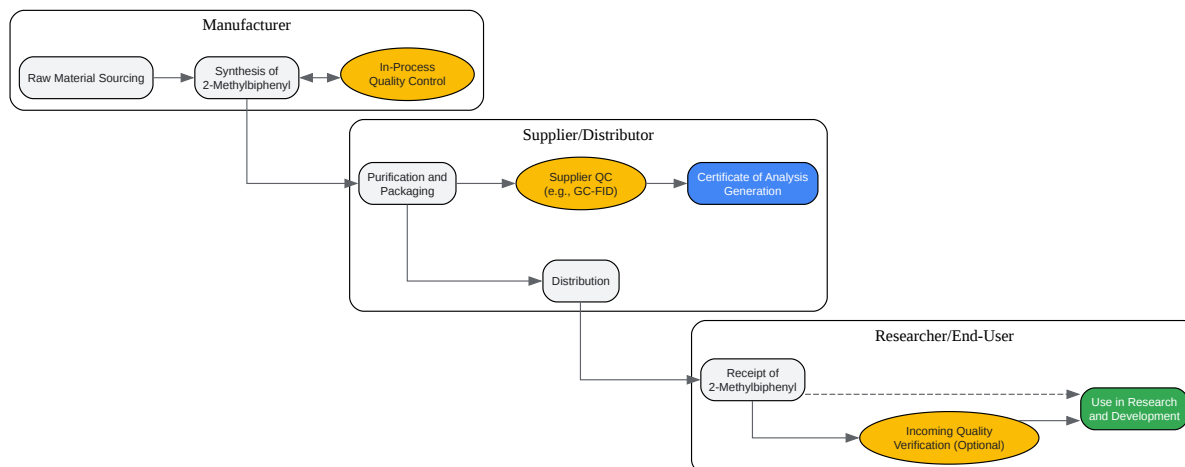 Manufacturer
Raw Material Sourcing
Synthesis of
2-Methylbiphenyl
In-Process
Quality Control
Supplier/Distributor
Purification and
Packaging
Supplier QC
(e.g., GC-FID)
Certificate of Analysis
Generation
Distribution
Researcher/End-User
Receipt of
2-Methylbiphenyl
Use in Research
and Development
Incoming Quality
Verification (Optional)